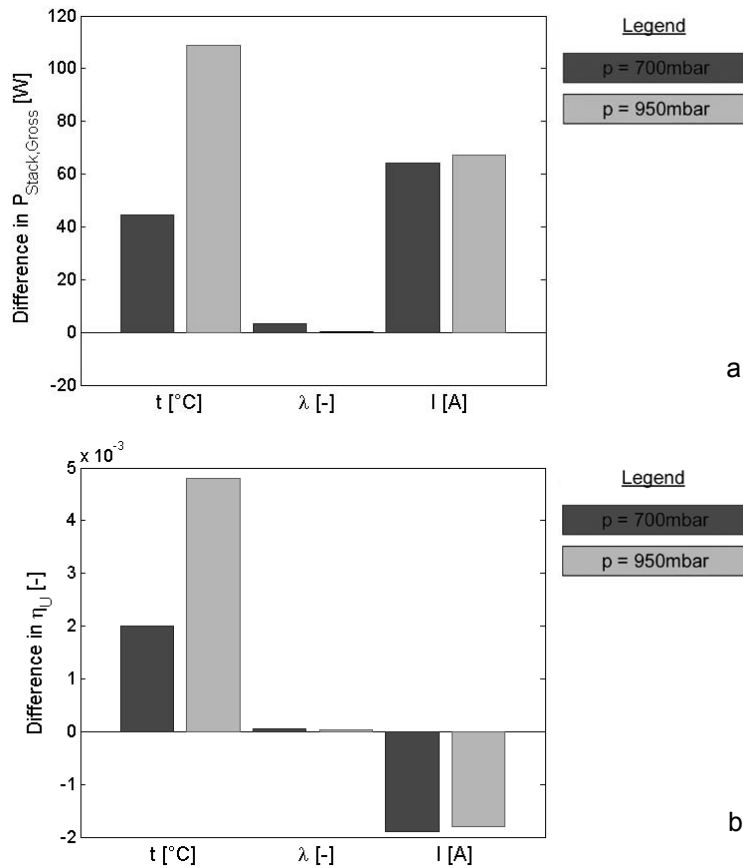 Difference in P_Stack,Gross [W]
120
100
80
60
40
20
0
-20
t [°C] λ [-] I [A]
Legend
p = 700mbar
p = 950mbar
a
x 10^-3
Difference in η_U [-]
5
4
3
2
1
0
-1
-2
t [°C] λ [-] I [A]
Legend
p = 700mbar
p = 950mbar
b